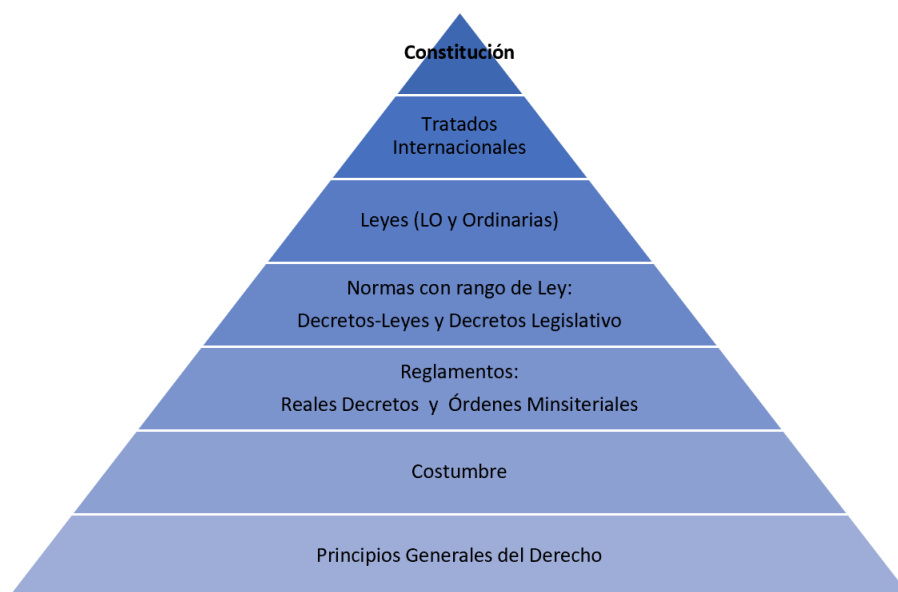 Constitución
Tratados
Internacionales
Leyes (LO y Ordinarias)
Normas con rango de Ley:
Decretos-Leyes y Decretos Legislativo
Reglamentos:
Reales Decretos  y  Órdenes Minsiteriales
Costumbre
Principios Generales del Derecho